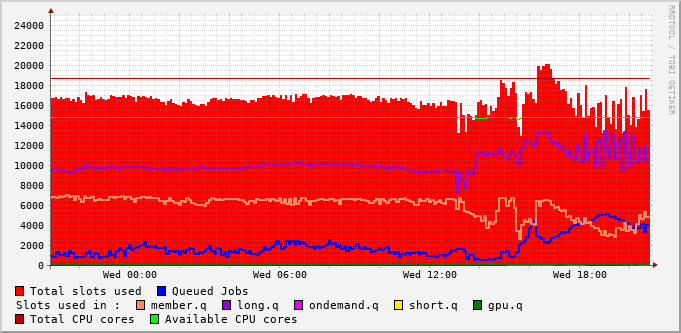 24000
22000
20000
18000
16000
14000
12000
10000
8000
6000
4000
2000
0
Wed 00:00 Wed 06:00 Wed 12:00 Wed 18:00
Total slots used Queued Jobs
Slots used in : member.q long.q ondemand.q short.q gpu.q
Total CPU cores Available CPU cores
RRDTOOL / TOBI OETIKER